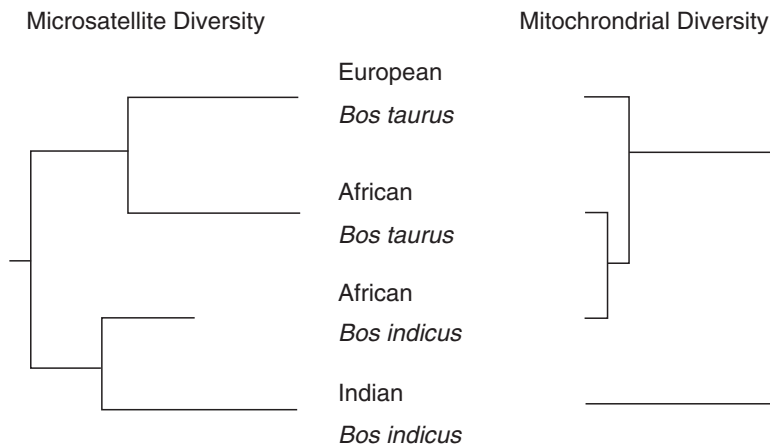 Microsatellite Diversity
Mitochrondrial Diversity
European
Bos taurus
African
Bos taurus
African
Bos indicus
Indian
Bos indicus